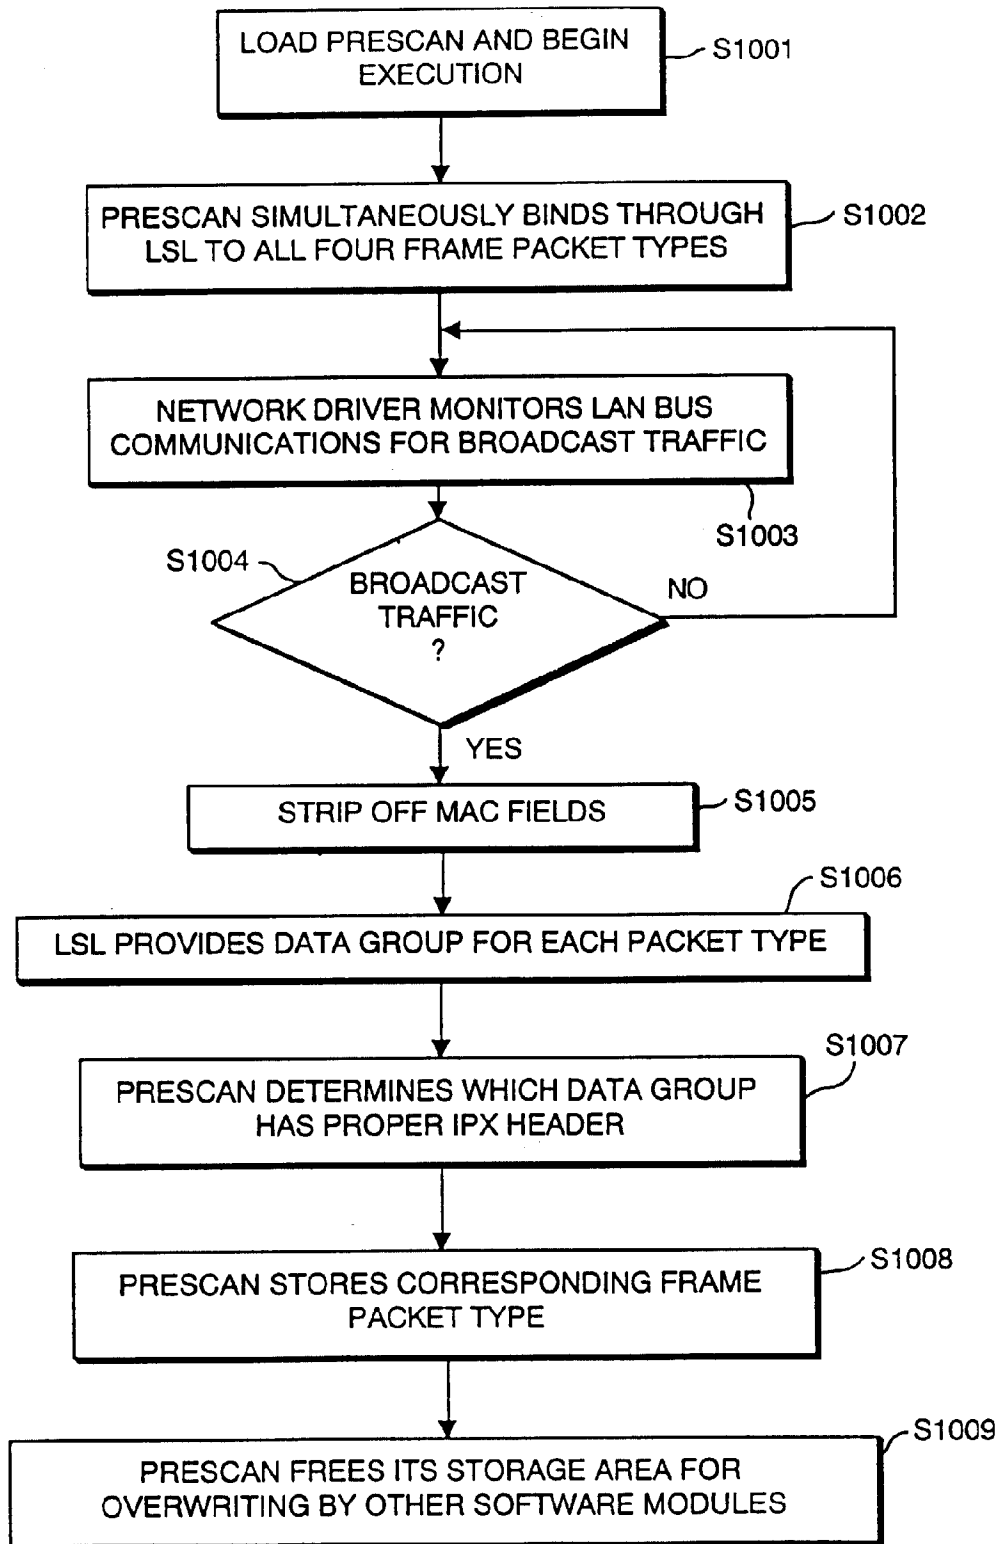 LOAD PRESCAN AND BEGIN
EXECUTION
S1001
PRESCAN SIMULTANEOUSLY BINDS THROUGH
LSL TO ALL FOUR FRAME PACKET TYPES
S1002
NETWORK DRIVER MONITORS LAN BUS
COMMUNICATIONS FOR BROADCAST TRAFFIC
S1003
S1004
BROADCAST
TRAFFIC
?
NO
YES
STRIP OFF MAC FIELDS
S1005
S1006
LSL PROVIDES DATA GROUP FOR EACH PACKET TYPE
S1007
PRESCAN DETERMINES WHICH DATA GROUP
HAS PROPER IPX HEADER
S1008
PRESCAN STORES CORRESPONDING FRAME
PACKET TYPE
S1009
PRESCAN FREES ITS STORAGE AREA FOR
OVERWRITING BY OTHER SOFTWARE MODULES